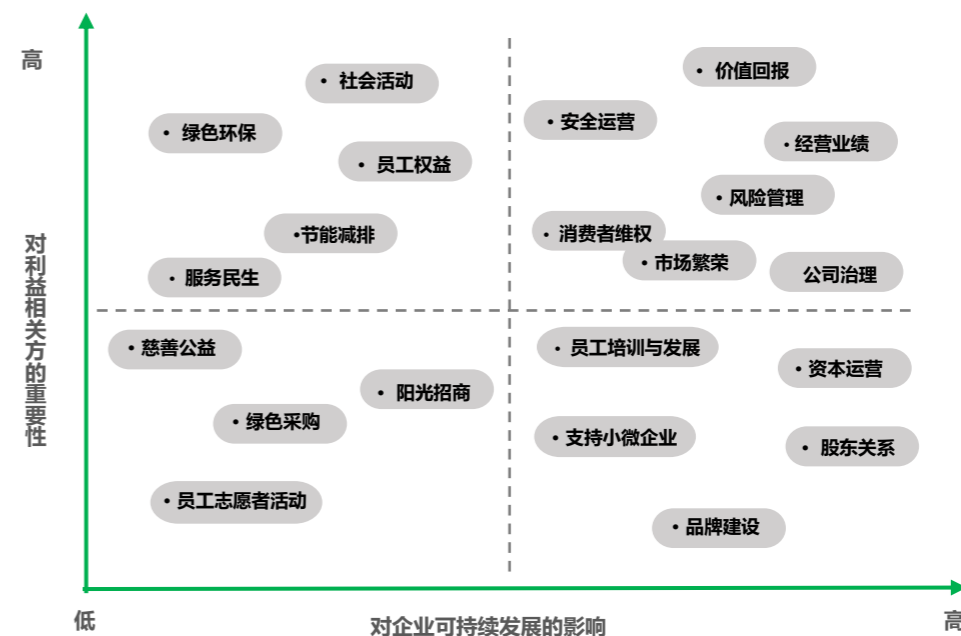 高
• 价值回报
• 社会活动
• 安全运营
• 绿色环保
• 经营业绩
• 员工权益
• 风险管理
•节能减排
• 消费者维权
• 市场繁荣
• 服务民生
公司治理
对利益相关方的重要性
• 慈善公益
• 员工培训与发展
• 资本运营
• 阳光招商
• 绿色采购
• 支持小微企业
• 股东关系
• 员工志愿者活动
• 品牌建设
低
对企业可持续发展的影响
高